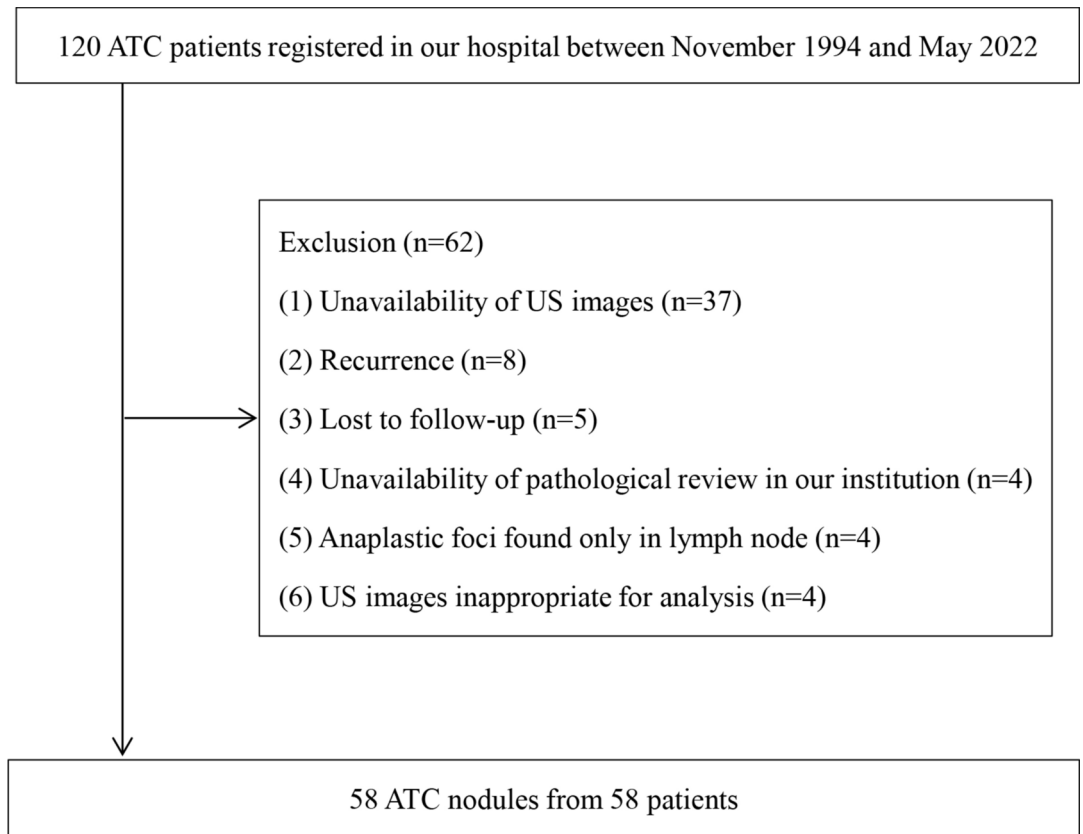 120 ATC patients registered in our hospital between November 1994 and May 2022
Exclusion (n=62)
(1) Unavailability of US images (n=37)
(2) Recurrence (n=8)
(3) Lost to follow-up (n=5)
(4) Unavailability of pathological review in our institution (n=4)
(5) Anaplastic foci found only in lymph node (n=4)
(6) US images inappropriate for analysis (n=4)
58 ATC nodules from 58 patients